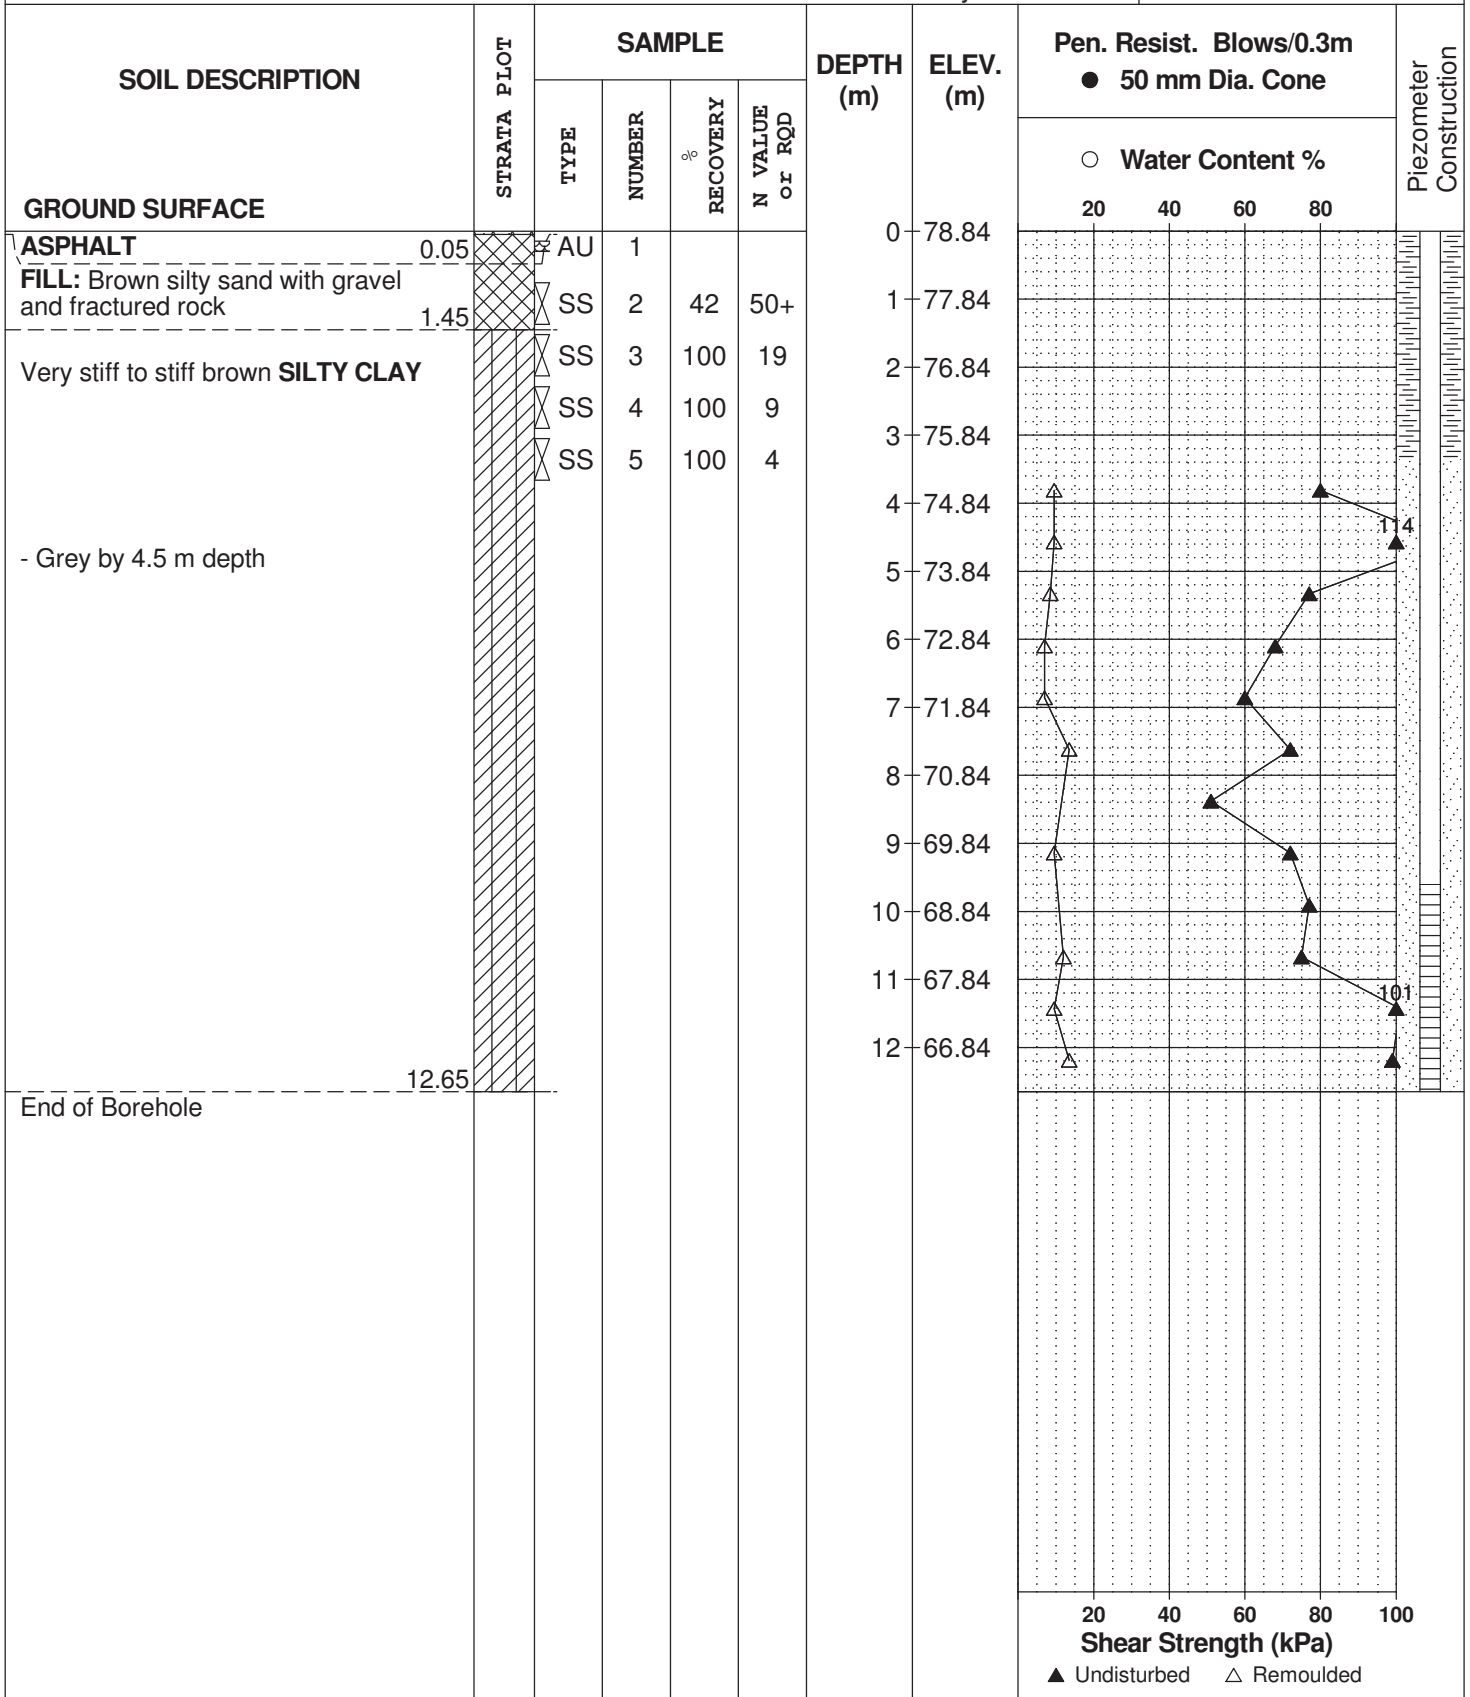 SOIL DESCRIPTION
GROUND SURFACE
STRATA PLOT
SAMPLE
TYPE
NUMBER
% RECOVERY
N VALUE or RQD
DEPTH (m)
ELEV. (m)
Pen. Resist. Blows/0.3m
● 50 mm Dia. Cone
○ Water Content %
20 40 60 80
Piezometer Construction
0 78.84
ASPHALT 0.05
AU 1
FILL: Brown silty sand with gravel
and fractured rock
1.45
SS 2 42 50+
1 77.84
SS 3 100 19
Very stiff to stiff brown SILTY CLAY
2 76.84
SS 4 100 9
3 75.84
SS 5 100 4
4 74.84
114
- Grey by 4.5 m depth
5 73.84
6 72.84
7 71.84
8 70.84
9 69.84
10 68.84
11 67.84
101
12 66.84
12.65
End of Borehole
20 40 60 80 100
Shear Strength (kPa)
▲ Undisturbed △ Remoulded